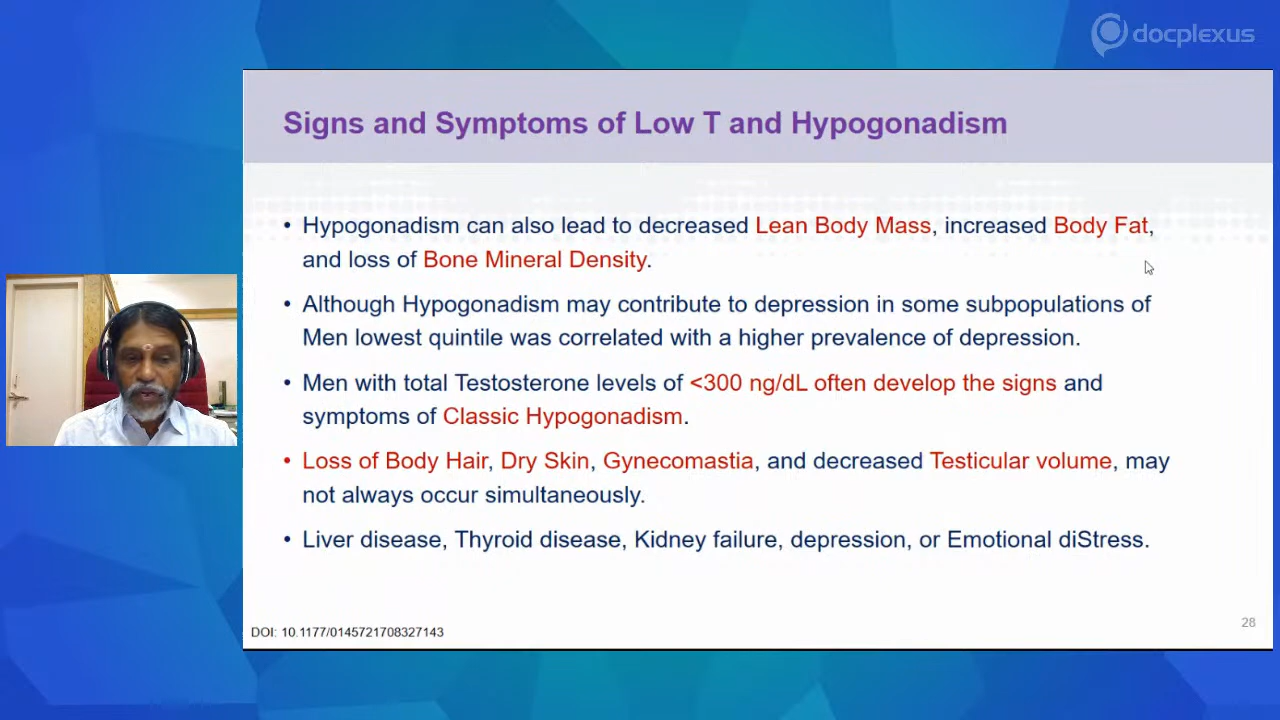 docplexus
Signs and Symptoms of Low T and Hypogonadism
• Hypogonadism can also lead to decreased Lean Body Mass, increased Body Fat,
and loss of Bone Mineral Density.
• Although Hypogonadism may contribute to depression in some subpopulations of
Men lowest quintile was correlated with a higher prevalence of depression.
• Men with total Testosterone levels of <300 ng/dL often develop the signs and
symptoms of Classic Hypogonadism.
• Loss of Body Hair, Dry Skin, Gynecomastia, and decreased Testicular volume, may
not always occur simultaneously.
• Liver disease, Thyroid disease, Kidney failure, depression, or Emotional diStress.
28
DOI: 10.1177/0145721708327143